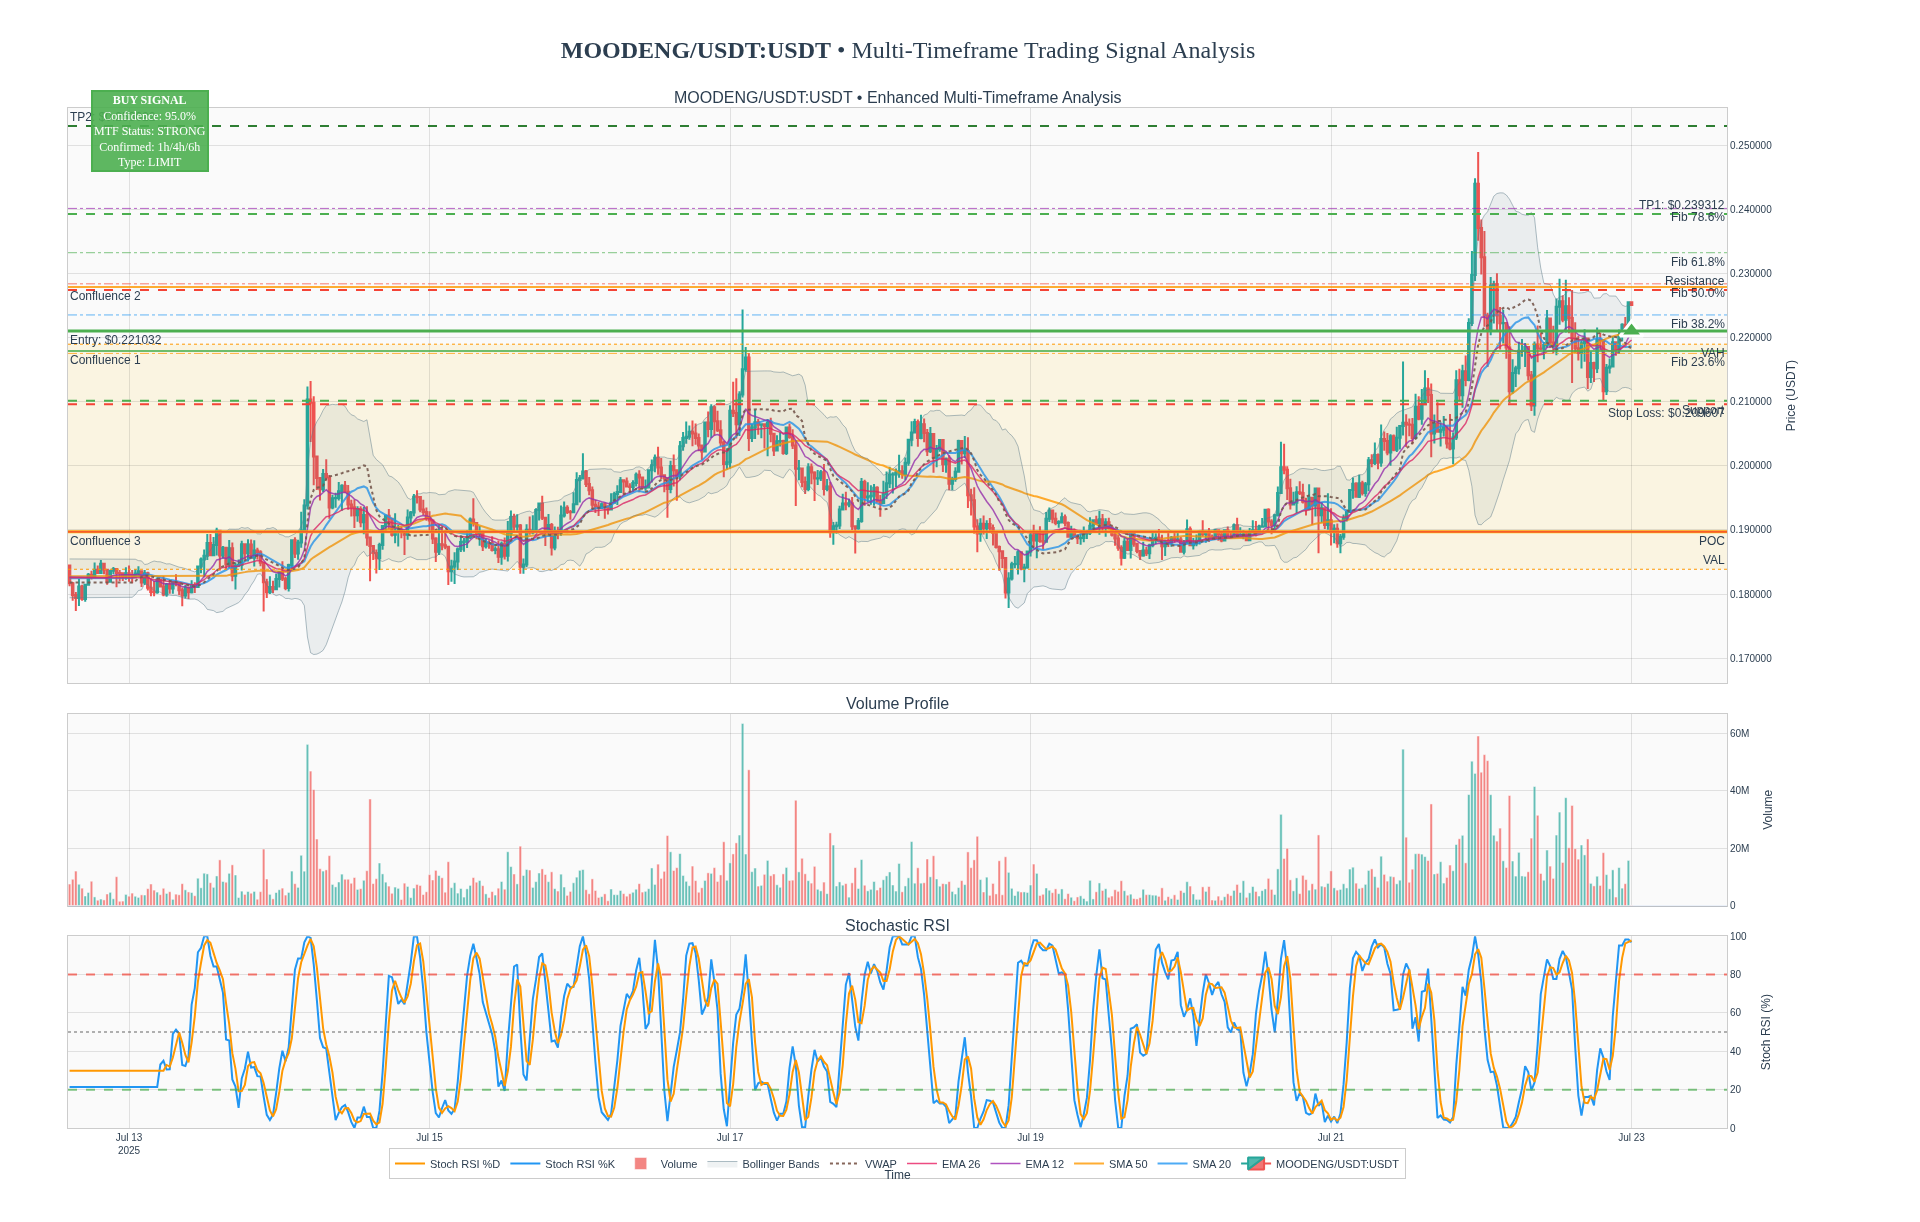 MOODENG/USDT:USDT • Multi-Timeframe Trading Signal Analysis
MOODENG/USDT:USDT • Enhanced Multi-Timeframe Analysis
BUY SIGNAL
Confidence: 95.0%
MTF Status: STRONG
Confirmed: 1h/4h/6h
Type: LIMIT
TP2
0.250000
TP1: $0.239312
0.240000
Fib 78.6%
Fib 61.8%
0.230000
Resistance
Confluence 2
Fib 50.0%
Fib 38.2%
0.220000
Entry: $0.221032
VAH
Confluence 1
Fib 23.6%
0.210000
Support
Stop Loss:
Price (USDT)
0.200000
0.190000
Confluence 3
POC
VAL
0.180000
0.170000
Volume Profile
60M
40M
20M
0
Volume
Stochastic RSI
100
80
60
40
20
0
Stoch RSI (%)
Jul 13
2025
Jul 15
Jul 17
Jul 19
Jul 21
Jul 23
Stoch RSI %D
Stoch RSI %K
Volume
Bollinger Bands
VWAP
EMA 26
EMA 12
SMA 50
SMA 20
MOODENG/USDT:USDT
Time